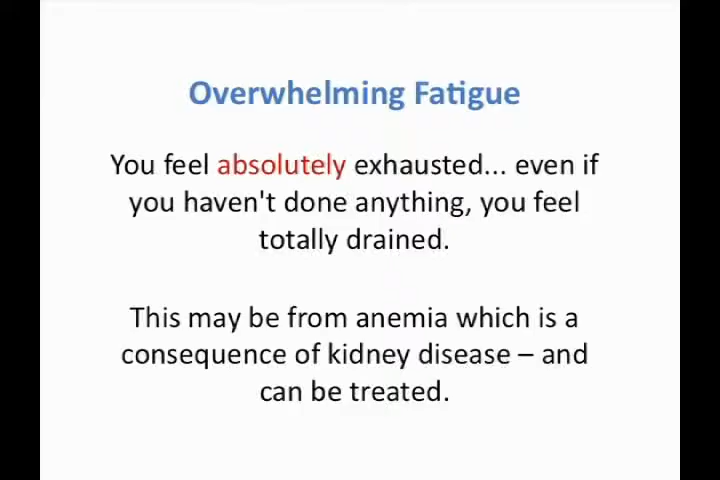 Overwhelming Fatigue
You feel absolutely exhausted... even if
you haven't done anything, you feel
totally drained.
This may be from anemia which is a
consequence of kidney disease – and
can be treated.